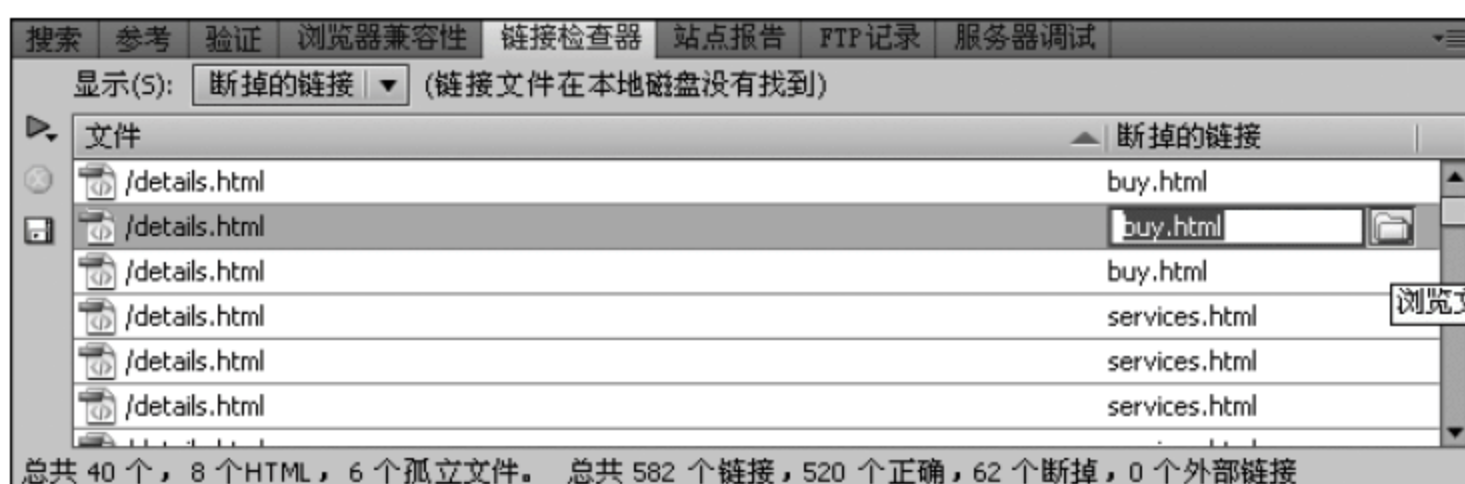 搜索 参考 验证 浏览器兼容性 链接检查器 站点报告 FTP记录 服务器调试
显示(S): 断掉的链接 (链接文件在本地磁盘没有找到)
文件 断掉的链接
/details.html buy.html
/details.html buy.html
/details.html buy.html
浏览
/details.html services.html
/details.html services.html
/details.html services.html
总共 40 个，8 个HTML，6 个孤立文件。 总共 582 个链接，520 个正确，62 个断掉，0 个外部链接